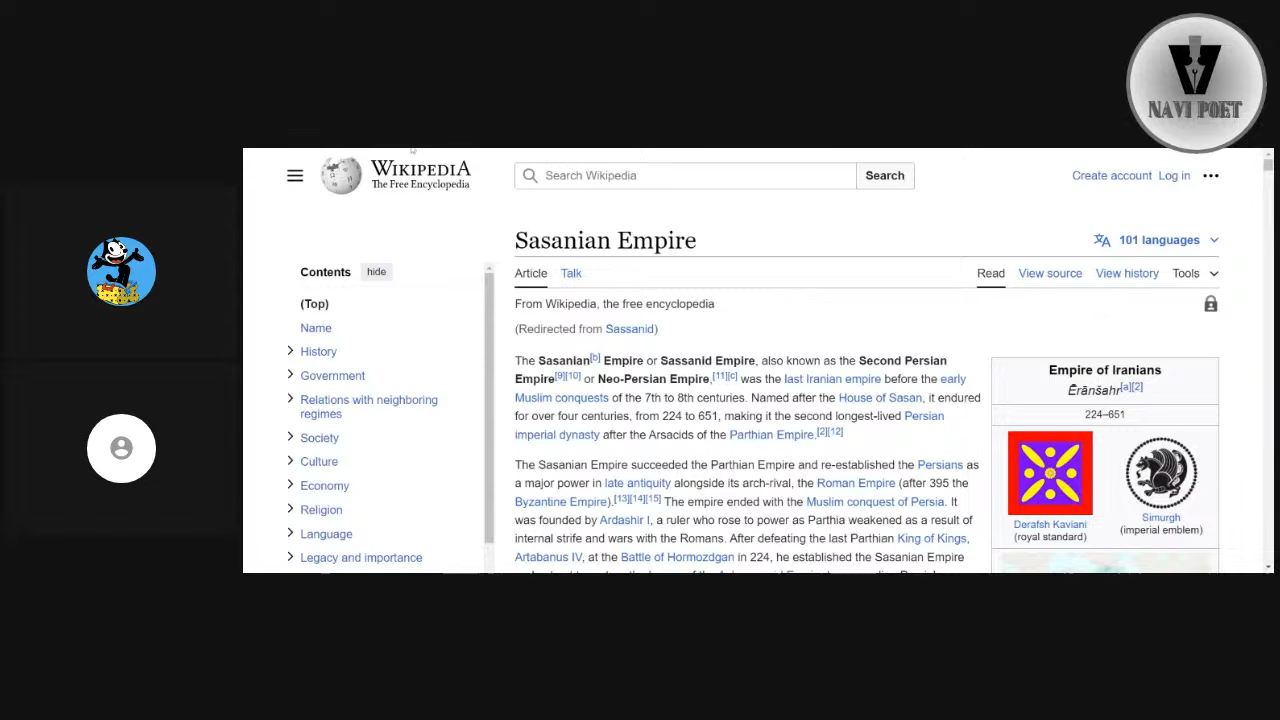 NAVI POET
WIKIPEDIA
The Free Encyclopedia
Search Wikipedia
Search
Create account Log in
Sasanian Empire
101 languages
Contents hide
(Top)
Name
History
Government
Relations with neighboring
regimes
Society
Culture
Economy
Religion
Language
Legacy and importance
Article Talk
Read View source View history Tools
From Wikipedia, the free encyclopedia
(Redirected from Sassanid)
The Sasanian[b] Empire or Sassanid Empire, also known as the Second Persian
Empire[9][10] or Neo-Persian Empire,[11][c] was the last Iranian empire before the early
Muslim conquests of the 7th to 8th centuries. Named after the House of Sasan, it endured
for over four centuries, from 224 to 651, making it the second longest-lived Persian
imperial dynasty after the Arsacids of the Parthian Empire.[2][12]
The Sasanian Empire succeeded the Parthian Empire and re-established the Persians as
a major power in late antiquity alongside its arch-rival, the Roman Empire (after 395 the
Byzantine Empire).[13][14][15] The empire ended with the Muslim conquest of Persia. It
was founded by Ardashir I, a ruler who rose to power as Parthia weakened as a result of
internal strife and wars with the Romans. After defeating the last Parthian King of Kings,
Artabanus IV, at the Battle of Hormozdgan in 224, he established the Sasanian Empire
Empire of Iranians
Ērānšahr[a][2]
224–651
Derafsh Kaviani
(royal standard)
Simurgh
(imperial emblem)